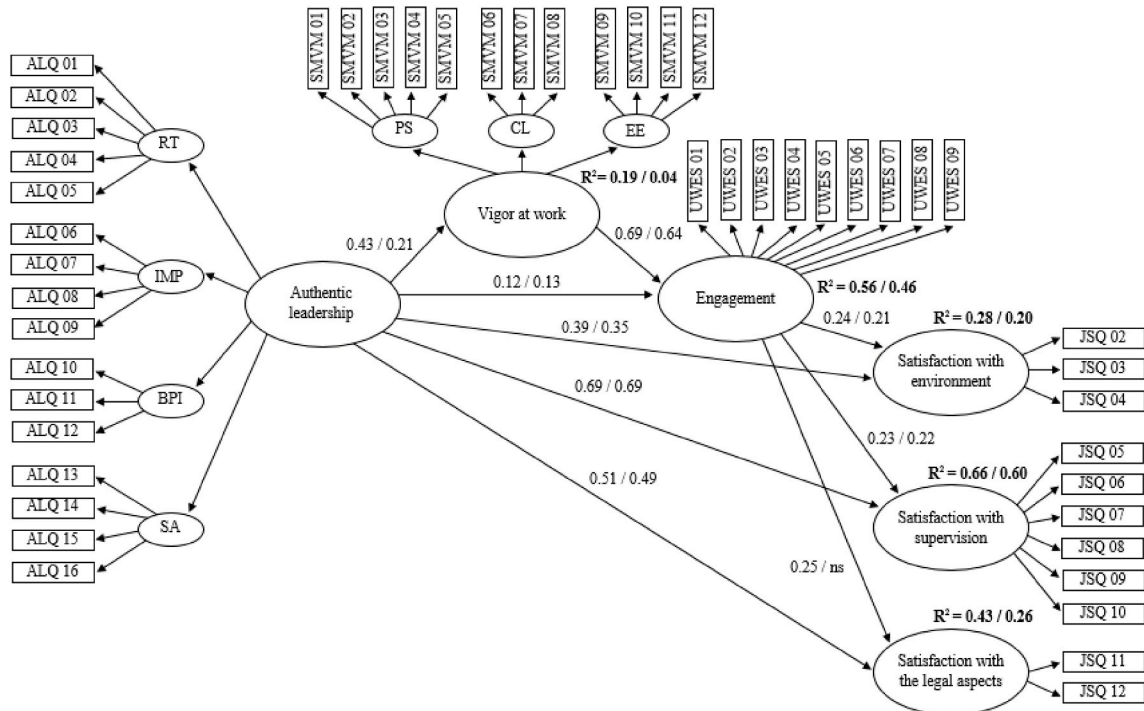 SMVM 01
SMVM 02
SMVM 03
SMVM 04
SMVM 05
SMVM 06
SMVM 07
SMVM 08
SMVM 09
SMVM 10
SMVM 11
SMVM 12
ALQ 01
ALQ 02
ALQ 03
ALQ 04
ALQ 05
RT
PS
CL
EE
UWES 01
UWES 02
UWES 03
UWES 04
UWES 05
UWES 06
UWES 07
UWES 08
UWES 09
R²= 0.19 / 0.04
Vigor at work
0.43 / 0.21
0.69 / 0.64
ALQ 06
ALQ 07
ALQ 08
ALQ 09
IMP
Authentic
leadership
0.12 / 0.13
Engagement
R² = 0.56 / 0.46
0.39 / 0.35
0.24 / 0.21
R² = 0.28 / 0.20
Satisfaction with
environment
JSQ 02
JSQ 03
JSQ 04
ALQ 10
ALQ 11
ALQ 12
BPI
0.69 / 0.69
0.23 / 0.22
ALQ 13
ALQ 14
ALQ 15
ALQ 16
SA
0.51 / 0.49
R² = 0.66 / 0.60
Satisfaction with
supervision
JSQ 05
JSQ 06
JSQ 07
JSQ 08
JSQ 09
JSQ 10
0.25 / ns
R² = 0.43 / 0.26
Satisfaction with
the legal aspects
JSQ 11
JSQ 12